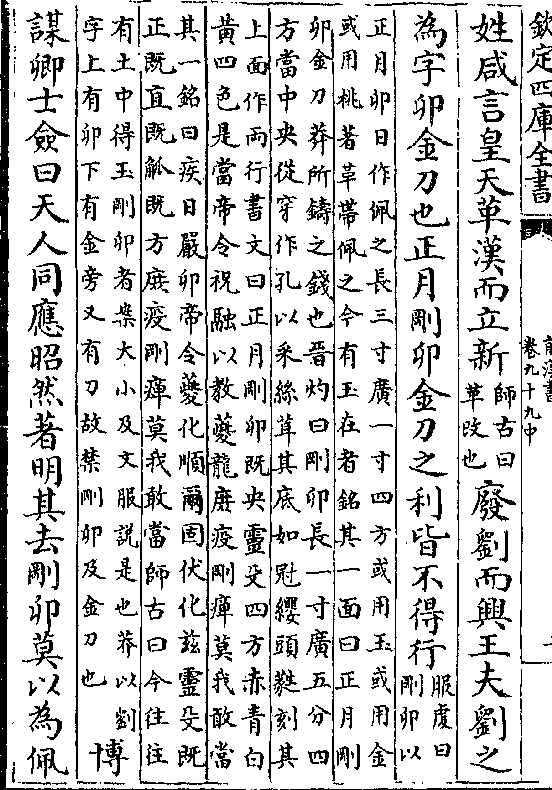 欽定四庫全書
前漢書
卷九十九中
姓咸言皇天革漢而立新師古曰革改也廢劉而興王夫劉之
為字卯金刀也正月剛卯金刀之利皆不得行服虔曰剛卯以
正月卯日作佩之長三寸廣一寸四方或用玉或用金
或用桃著革帶佩之今有玉在者銘其一面曰正月剛
卯金刀莽所鑄之錢也晉灼曰剛卯長一寸廣五分四
方當中央從穿作孔以采絲葺其底如冠纓頭蕤刻其
上面作兩行書文曰正月剛卯既央靈殳四方赤青白
黃四色是當帝令祝融以教夔龍庶疫剛癉莫我敢當
其一銘曰疾日嚴卯帝令夔化順爾固伏化茲靈殳既
正既直既觚既方庶疫剛癉莫我敢當師古曰今往往
有土中得玉剛卯者案大小及文服說是也莽以劉
字上有卯下有金旁又有刀故禁剛卯及金刀也
博
謀卿士僉曰天人同應昭然著明其去剛卯莫以為佩